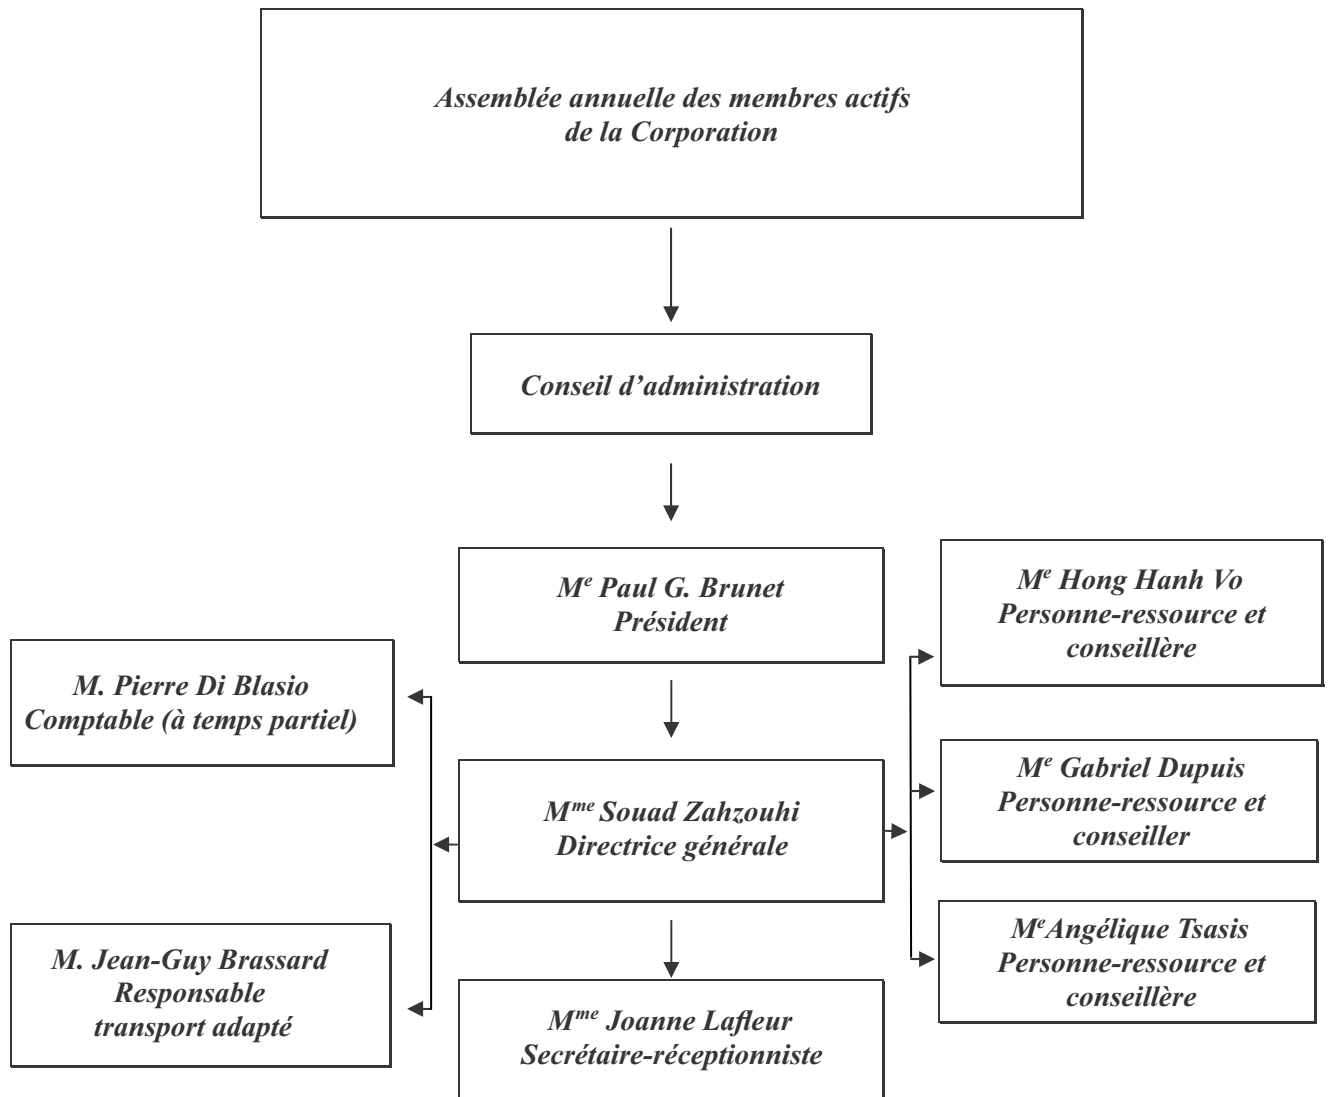 Assemblée annuelle des membres actifs
de la Corporation
Conseil d’administration
Mᵉ Paul G. Brunet
Président
Mᵉ Hong Hanh Vo
Personne-ressource et
conseillère
M. Pierre Di Blasio
Comptable (à temps partiel)
Mᵐᵉ Souad Zahzouhi
Directrice générale
Mᵉ Gabriel Dupuis
Personne-ressource et
conseiller
M. Jean-Guy Brassard
Responsable
transport adapté
Mᵐᵉ Joanne Lafleur
Secrétaire-réceptionniste
MᵉAngélique Tsasis
Personne-ressource et
conseillère